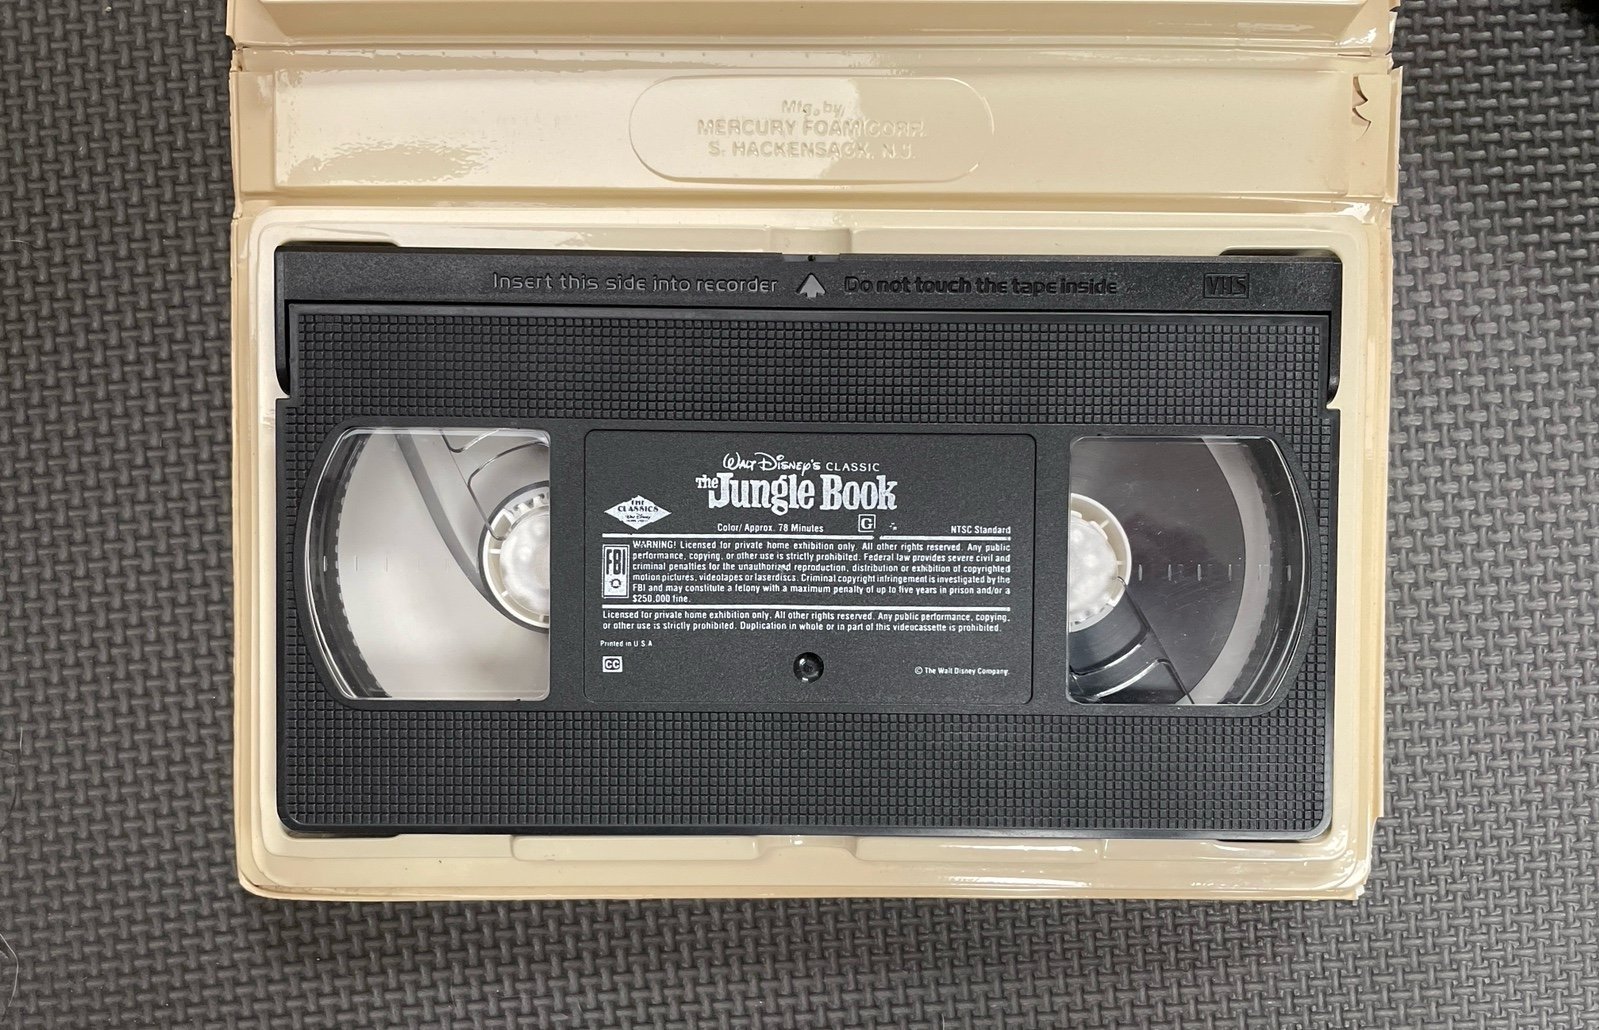 Mfg. by
MERCURY FOAM CORP.
S. HACKENSACK, N.J.
Insert this side into recorder Do not touch the tape inside VHS
WALT DISNEY'S CLASSIC
The Jungle Book
THE
CLASSICS
Walt Disney
Color/ Approx. 78 Minutes G NTSC Standard
FBI
WARNING! Licensed for private home exhibition only. All other rights reserved. Any public
performance, copying, or other use is strictly prohibited. Federal law provides severe civil and
criminal penalties for the unauthorized reproduction, distribution or exhibition of copyrighted
motion pictures, videotapes or laserdiscs. Criminal copyright infringement is investigated by the
FBI and may constitute a felony with a maximum penalty of up to five years in prison and/or a
$250,000 fine.
Licensed for private home exhibition only. All other rights reserved. Any public performance, copying,
or other use is strictly prohibited. Duplication in whole or in part of this videocassette is prohibited.
Printed in U S A
CC © The Walt Disney Company.